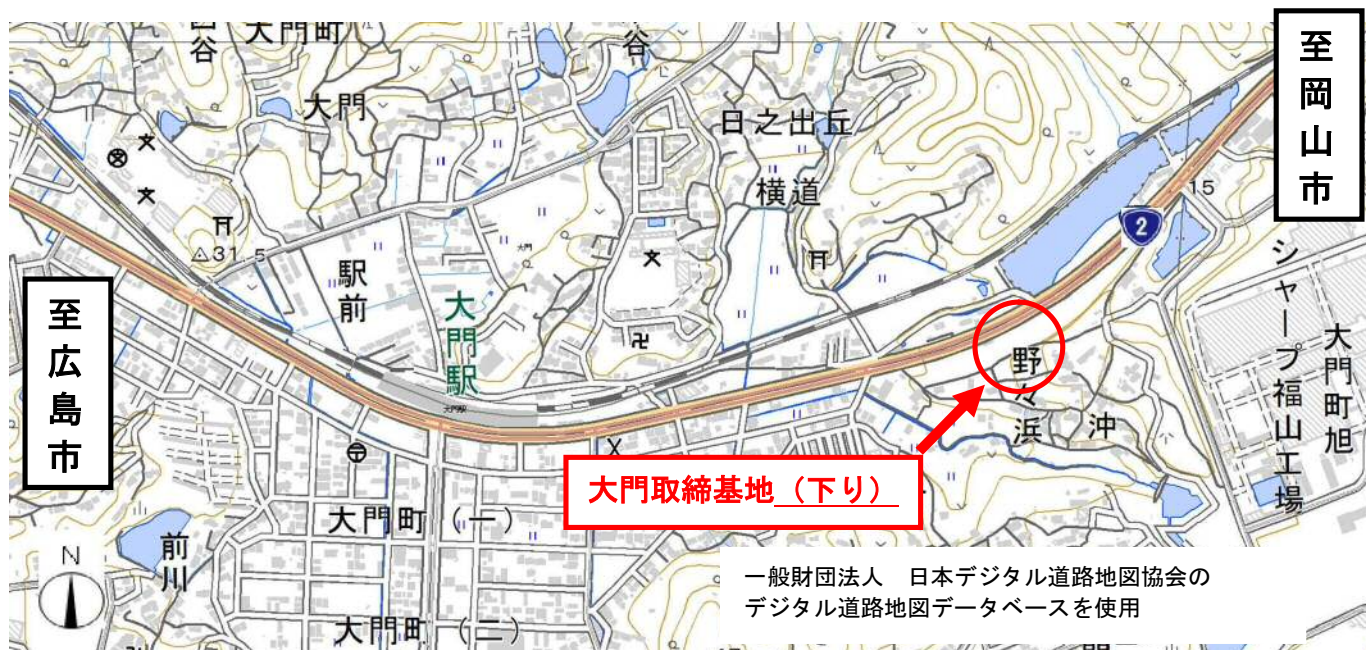 大門町
谷
至岡山市
大門
日之出丘
横道
15
2
31.5
駅前
大門駅
至広島市
シャープ福山工場
大門町旭
野々浜
沖
大門取締基地（下り）
大門町（一）
前川
N
一般財団法人　日本デジタル道路地図協会の
デジタル道路地図データベースを使用
大門町（二）